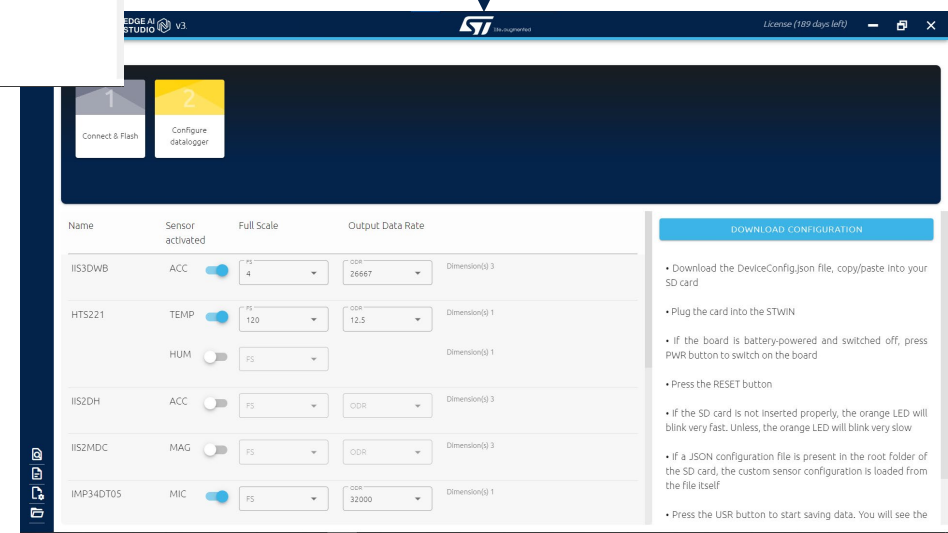 EDGE AI
STUDIO v3.
life.augmented
License (189 days left)
1
Connect & Flash
2
Configure
datalogger
Name Sensor activated Full Scale Output Data Rate
IIS3DWB ACC FS 4 ODR 26667 Dimension(s) 3
HTS221 TEMP FS 120 ODR 12.5 Dimension(s) 1
HUM FS Dimension(s) 1
IIS2DH ACC FS ODR Dimension(s) 3
IIS2MDC MAG FS ODR Dimension(s) 3
IMP34DT05 MIC FS ODR 32000 Dimension(s) 1
DOWNLOAD CONFIGURATION
• Download the DeviceConfig.json file, copy/paste into your
SD card
• Plug the card into the STWIN
• If the board is battery-powered and switched off, press
PWR button to switch on the board
• Press the RESET button
• If the SD card is not inserted properly, the orange LED will
blink very fast. Unless, the orange LED will blink very slow
• If a JSON configuration file is present in the root folder of
the SD card, the custom sensor configuration is loaded from
the file itself
• Press the USR button to start saving data. You will see the